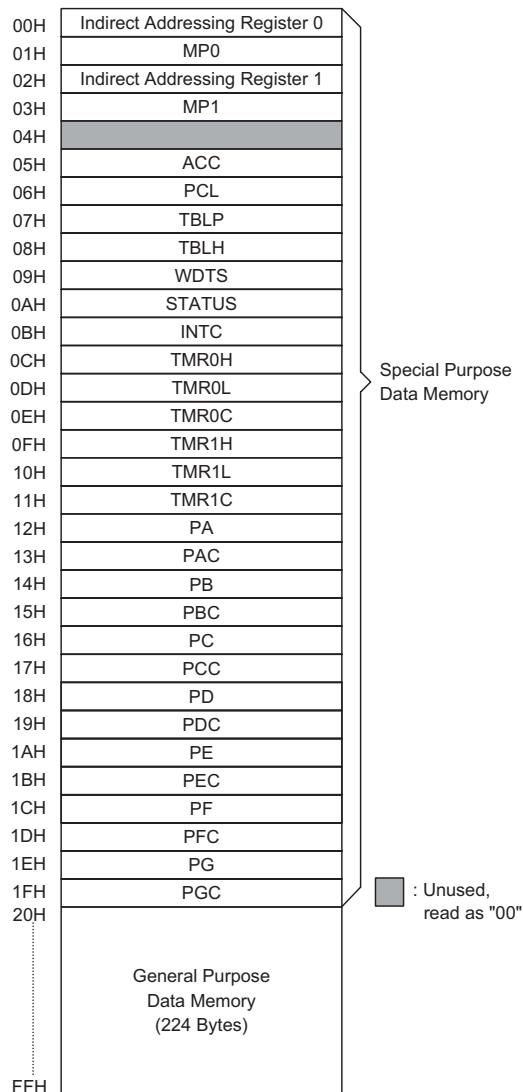 00H Indirect Addressing Register 0
01H MP0
02H Indirect Addressing Register 1
03H MP1
04H
05H ACC
06H PCL
07H TBLP
08H TBLH
09H WDTS
0AH STATUS
0BH INTC
0CH TMR0H
0DH TMR0L
0EH TMR0C
0FH TMR1H
10H TMR1L
11H TMR1C
12H PA
13H PAC
14H PB
15H PBC
16H PC
17H PCC
18H PD
19H PDC
1AH PE
1BH PEC
1CH PF
1DH PFC
1EH PG
1FH PGC
20H
Special Purpose
Data Memory
: Unused,
read as "00"
General Purpose
Data Memory
(224 Bytes)
FFH